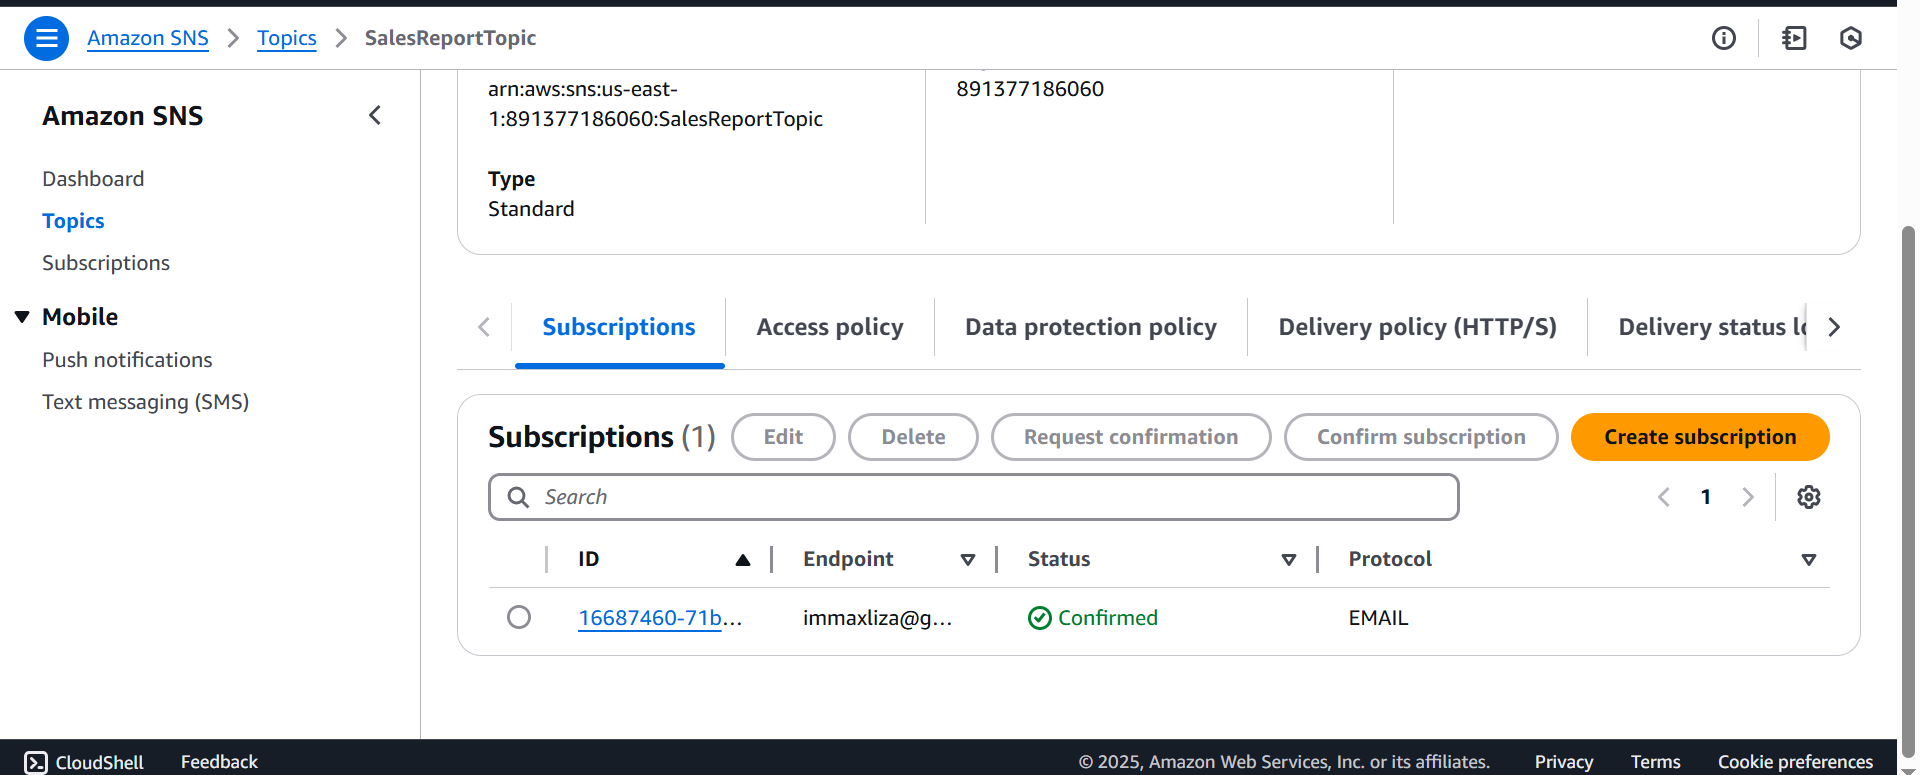 Amazon SNS > Topics > SalesReportTopic
Amazon SNS
Dashboard
Topics
Subscriptions
Mobile
Push notifications
Text messaging (SMS)
arn:aws:sns:us-east-
1:891377186060:SalesReportTopic
891377186060
Type
Standard
Subscriptions
Access policy
Data protection policy
Delivery policy (HTTP/S)
Delivery status
Subscriptions (1)
Edit
Delete
Request confirmation
Confirm subscription
Create subscription
Search
1
ID
Endpoint
Status
Protocol
16687460-71b...
immaxliza@g...
Confirmed
EMAIL
CloudShell
Feedback
© 2025, Amazon Web Services, Inc. or its affiliates.
Privacy
Terms
Cookie preferences